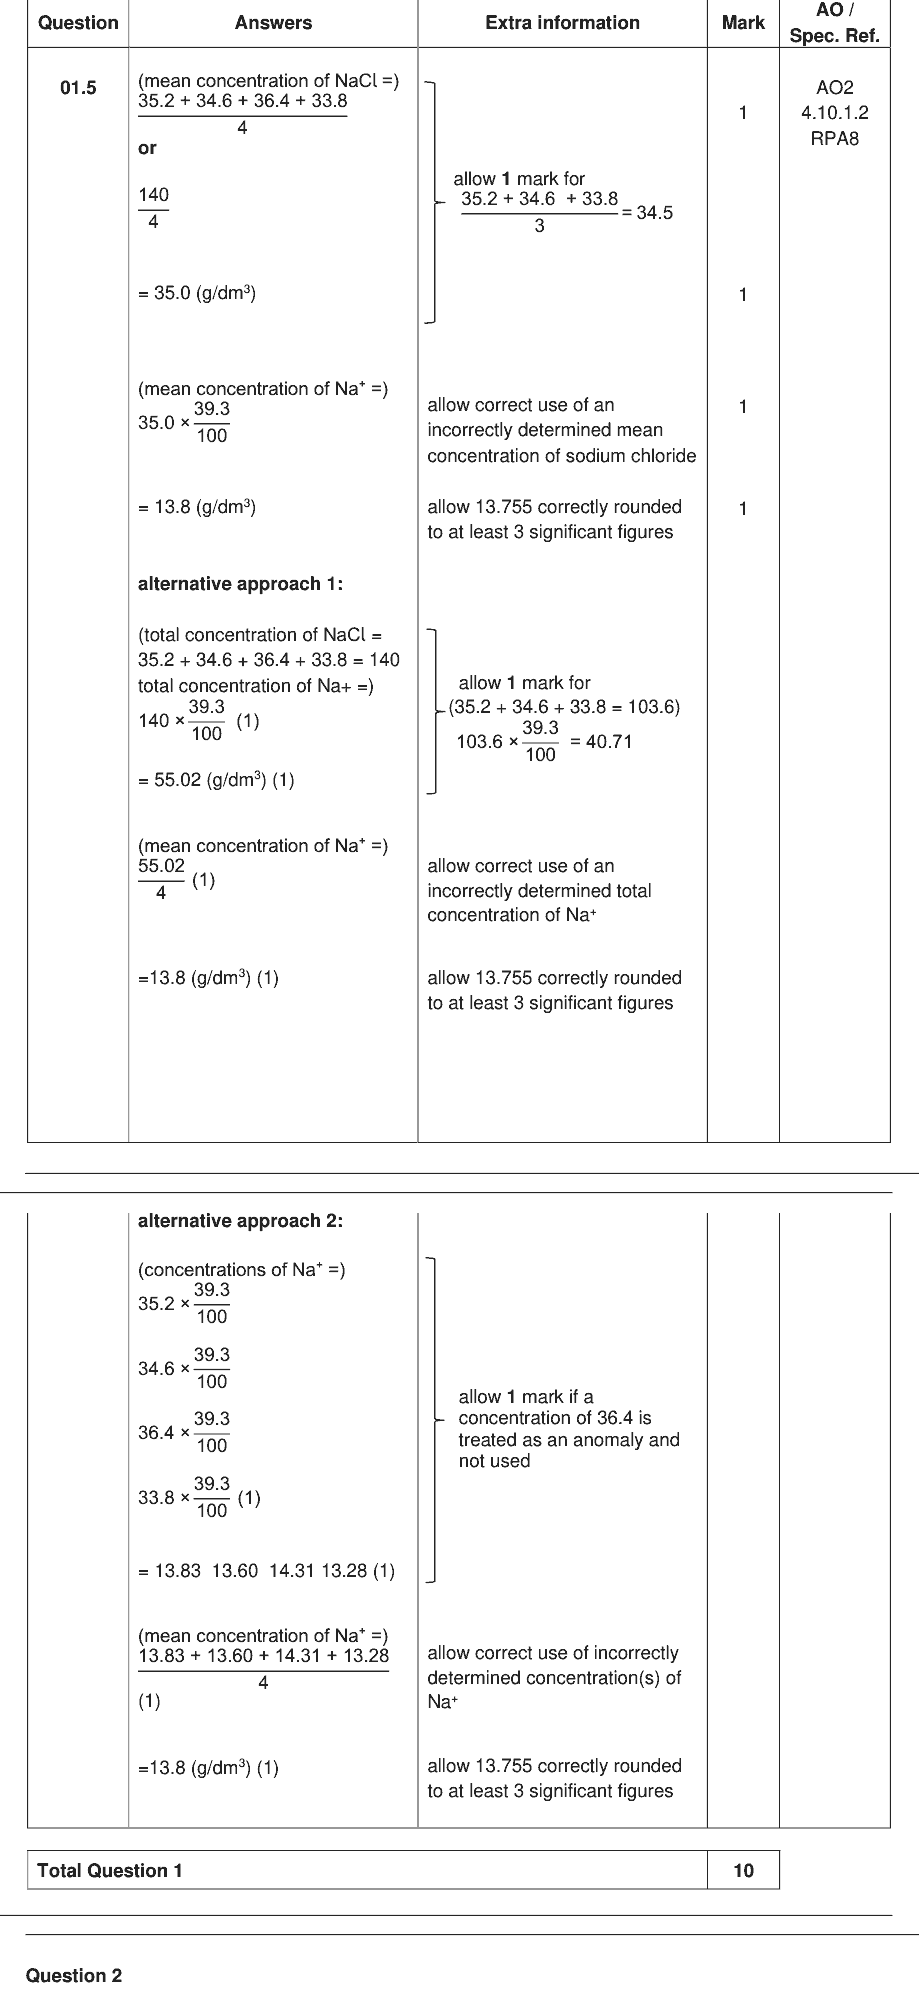 Question Answers Extra information Mark AO /
Spec. Ref.
01.5 (mean concentration of NaCl =) AO2
35.2 + 34.6 + 36.4 + 33.8
4
1 4.10.1.2
RPA8
or
140
4
allow 1 mark for
35.2 + 34.6 + 33.8
3
= 34.5
= 35.0 (g/dm³) 1
(mean concentration of Na⁺ =)
35.0 × 39.3
100
allow correct use of an
incorrectly determined mean
concentration of sodium chloride
1
= 13.8 (g/dm³) allow 13.755 correctly rounded
to at least 3 significant figures
1
alternative approach 1:
(total concentration of NaCl =
35.2 + 34.6 + 36.4 + 33.8 = 140
total concentration of Na+ =)
140 × 39.3
100
(1)
= 55.02 (g/dm³) (1)
allow 1 mark for
(35.2 + 34.6 + 33.8 = 103.6)
103.6 × 39.3
100
= 40.71
(mean concentration of Na⁺ =)
55.02
4
(1)
allow correct use of an
incorrectly determined total
concentration of Na⁺
=13.8 (g/dm³) (1) allow 13.755 correctly rounded
to at least 3 significant figures
alternative approach 2:
(concentrations of Na⁺ =)
35.2 × 39.3
100
34.6 × 39.3
100
36.4 × 39.3
100
33.8 × 39.3
100
(1)
= 13.83 13.60 14.31 13.28 (1)
allow 1 mark if a
concentration of 36.4 is
treated as an anomaly and
not used
(mean concentration of Na⁺ =)
13.83 + 13.60 + 14.31 + 13.28
4
(1)
allow correct use of incorrectly
determined concentration(s) of
Na⁺
=13.8 (g/dm³) (1) allow 13.755 correctly rounded
to at least 3 significant figures
Total Question 1 10
Question 2